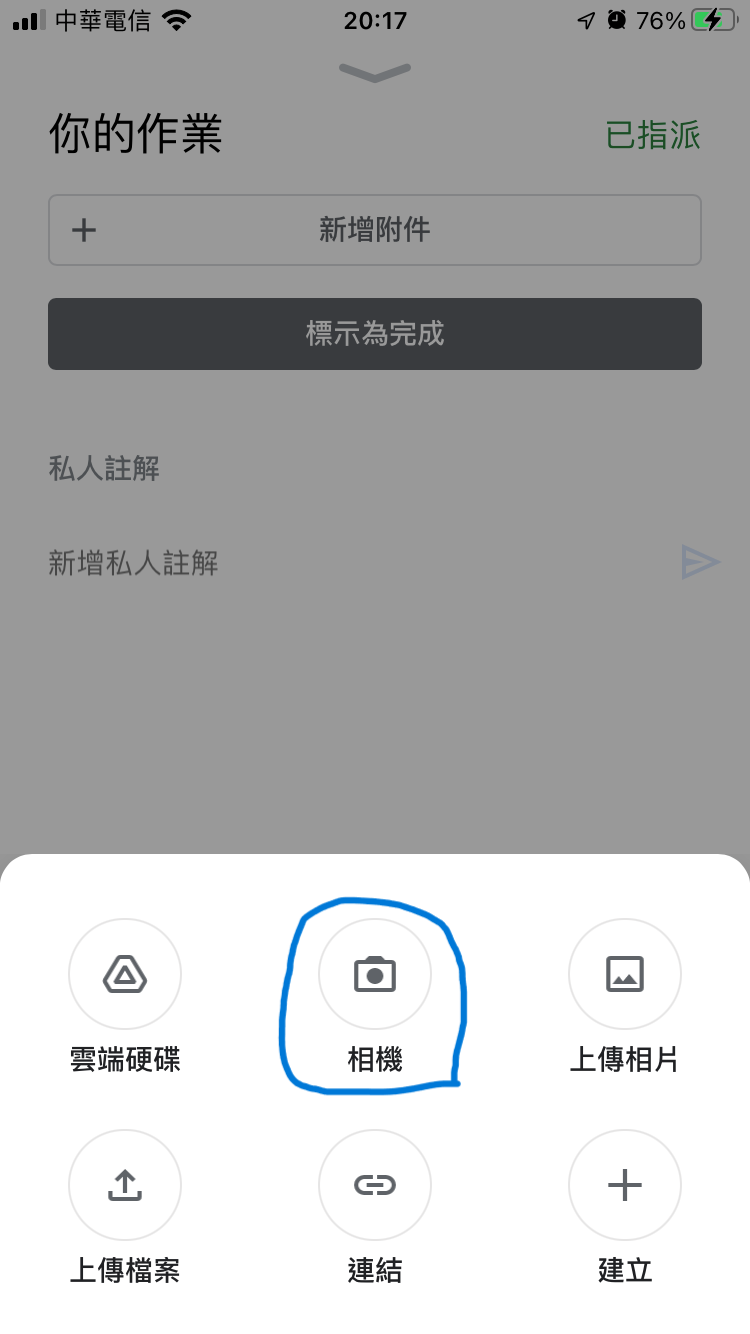 中華電信 20:17 76%
你的作業 已指派
新增附件
標示為完成
私人註解
新增私人註解
雲端硬碟 相機 上傳相片
上傳檔案 連結 建立